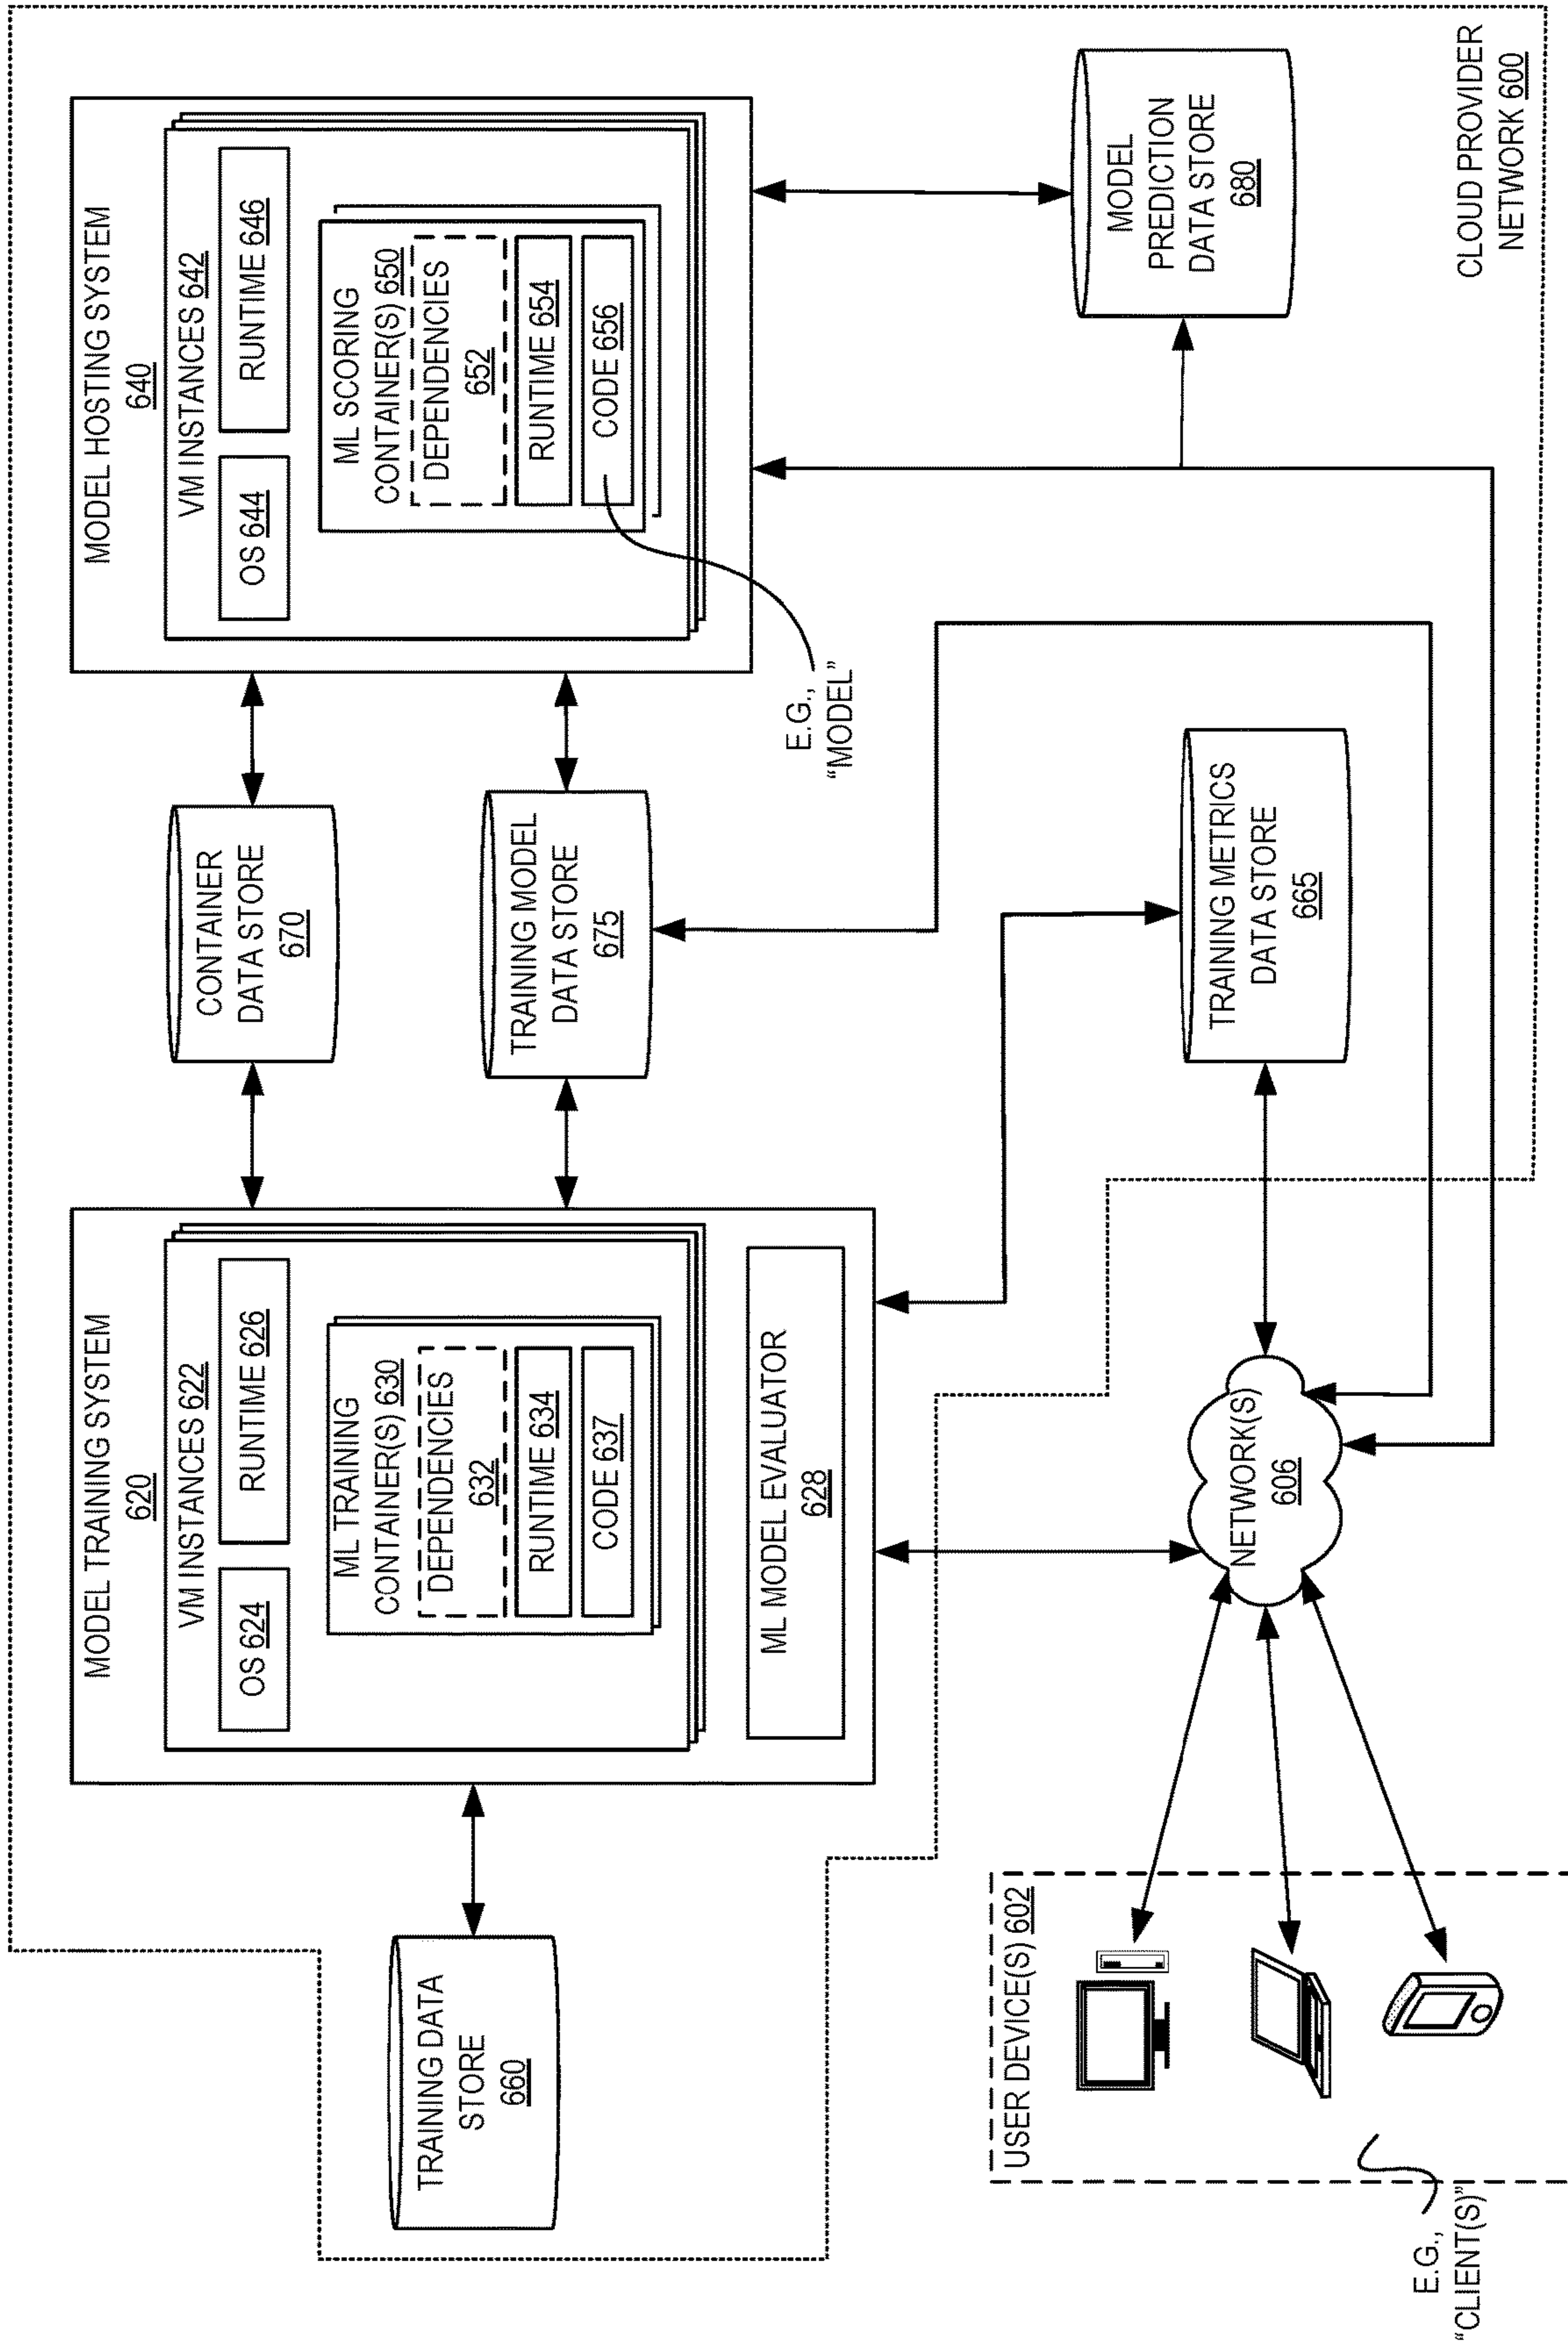 MODEL TRAINING SYSTEM
620
VM INSTANCES 622
OS 624
RUNTIME 626
ML TRAINING
CONTAINER(S) 630
DEPENDENCIES
632
RUNTIME 634
CODE 637
ML MODEL EVALUATOR
628
TRAINING DATA
STORE
660
CONTAINER
DATA STORE
670
TRAINING MODEL
DATA STORE
675
MODEL HOSTING SYSTEM
640
VM INSTANCES 642
OS 644
RUNTIME 646
ML SCORING
CONTAINER(S) 650
DEPENDENCIES
652
RUNTIME 654
CODE 656
E.G.,
“MODEL”
USER DEVICE(S) 602
E.G.,
“CLIENT(S)”
NETWORK(S)
606
TRAINING METRICS
DATA STORE
665
MODEL
PREDICTION
DATA STORE
680
CLOUD PROVIDER
NETWORK 600